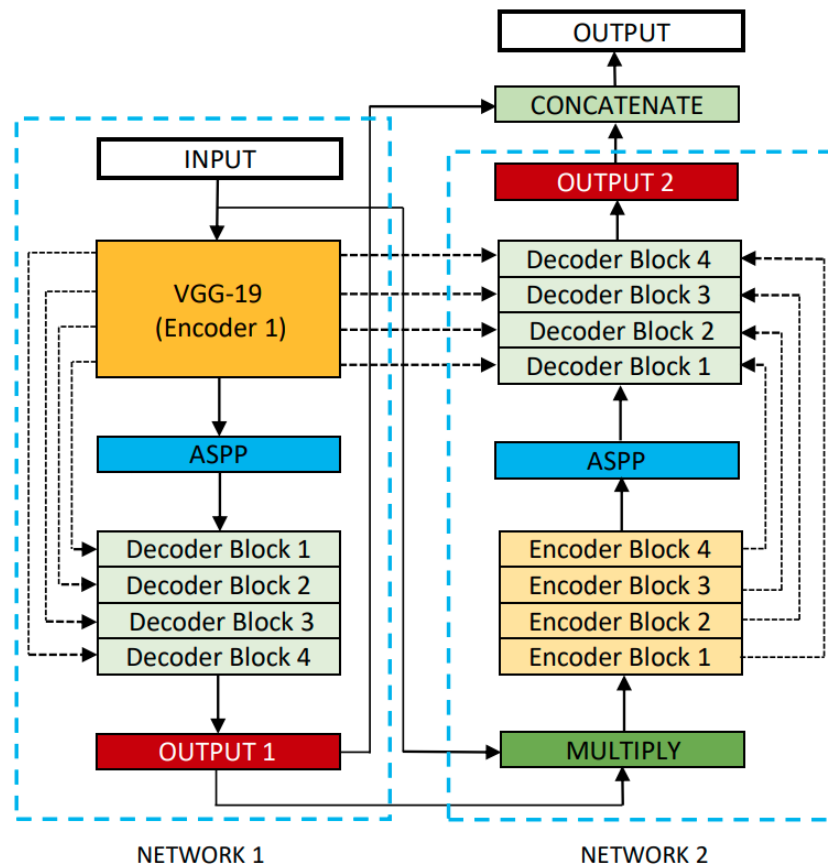 OUTPUT
CONCATENATE
INPUT
OUTPUT 2
VGG-19
(Encoder 1)
Decoder Block 4
Decoder Block 3
Decoder Block 2
Decoder Block 1
ASPP
ASPP
Decoder Block 1
Decoder Block 2
Decoder Block 3
Decoder Block 4
Encoder Block 4
Encoder Block 3
Encoder Block 2
Encoder Block 1
OUTPUT 1
MULTIPLY
NETWORK 1
NETWORK 2